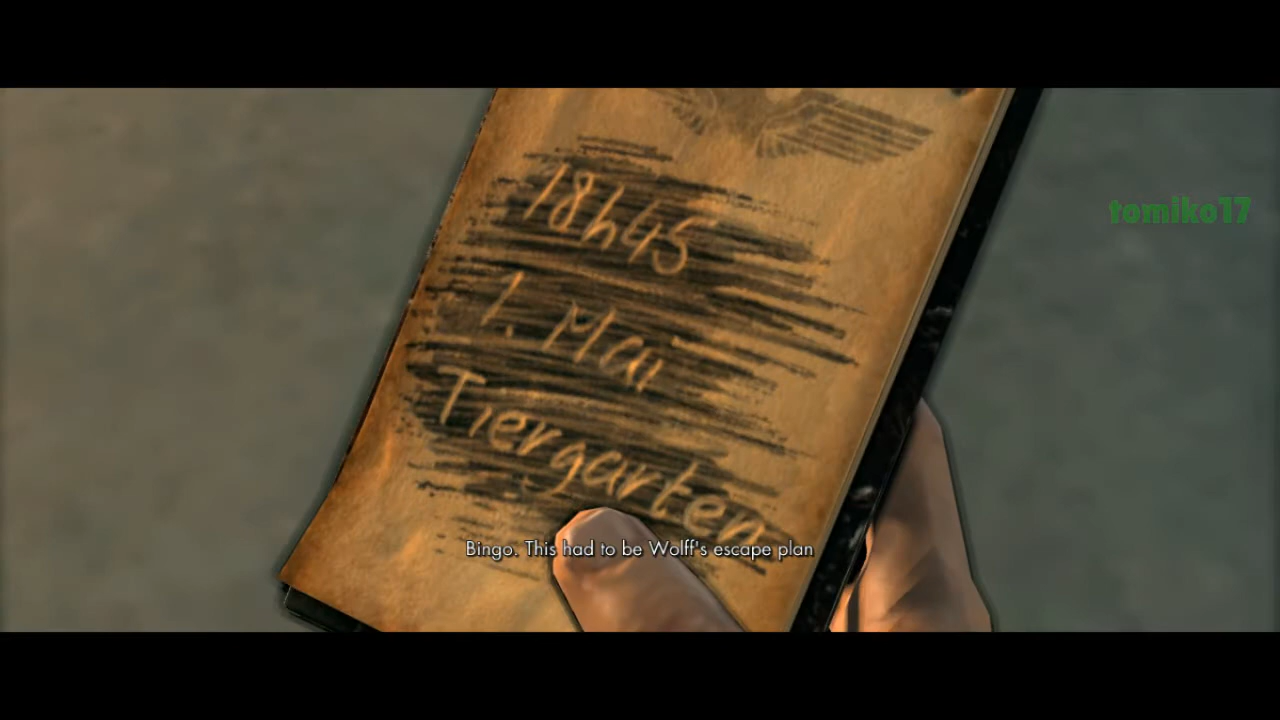 tomiko17
18h45
1. Mai
Tiergarten
Bingo. This had to be Wolff's escape plan